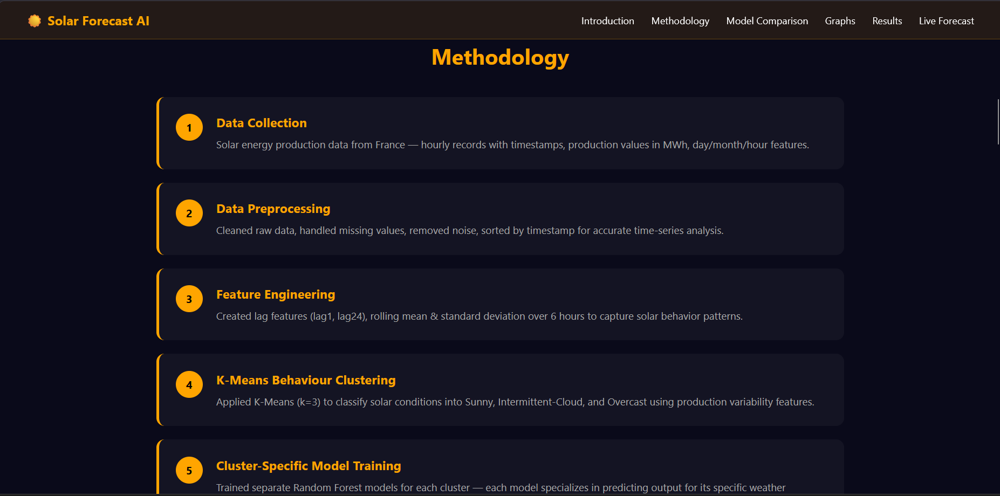 Solar Forecast AI
Introduction
Methodology
Model Comparison
Graphs
Results
Live Forecast
Methodology
1
Data Collection
Solar energy production data from France — hourly records with timestamps, production values in MWh, day/month/hour features.
2
Data Preprocessing
Cleaned raw data, handled missing values, removed noise, sorted by timestamp for accurate time-series analysis.
3
Feature Engineering
Created lag features (lag1, lag24), rolling mean & standard deviation over 6 hours to capture solar behavior patterns.
4
K-Means Behaviour Clustering
Applied K-Means (k=3) to classify solar conditions into Sunny, Intermittent-Cloud, and Overcast using production variability features.
5
Cluster-Specific Model Training
Trained separate Random Forest models for each cluster — each model specializes in predicting output for its specific weather